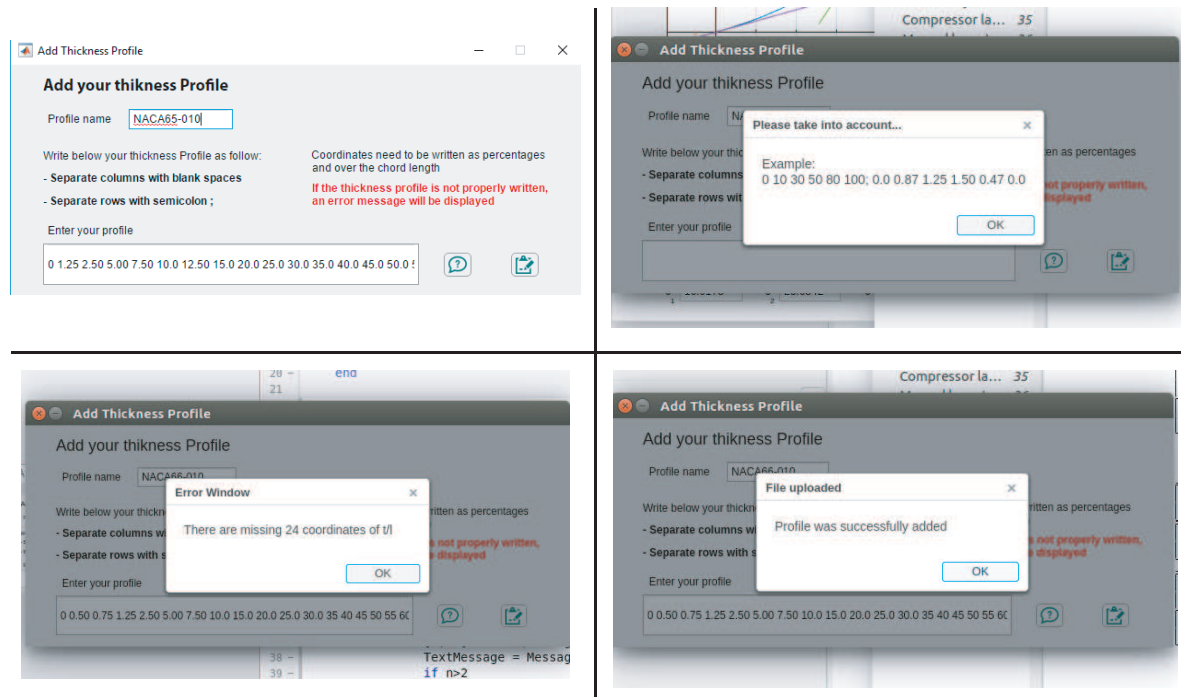 Add Thickness Profile
Add your thikness Profile
Profile name NACA65-010
Write below your thickness Profile as follow:
- Separate columns with blank spaces
- Separate rows with semicolon ;
Coordinates need to be written as percentages
and over the chord length
If the thickness profile is not properly written,
an error message will be displayed
Enter your profile
0 1.25 2.50 5.00 7.50 10.0 12.50 15.0 20.0 25.0 30.0 35.0 40.0 45.0 50.0
Compressor la... 35
Add Thickness Profile
Add your thikness Profile
Profile name
Please take into account...
Example:
0 10 30 50 80 100; 0.0 0.87 1.25 1.50 0.47 0.0
OK
Write below your
en as percentages
- Separate columns
- Separate rows
not properly written,
displayed
Enter your profile
1
2
20 - end
21
Add Thickness Profile
Add your thikness Profile
Profile name NACA66-010
Error Window
There are missing 24 coordinates of t/l
OK
Write below your
ritten as percentages
- Separate columns
- Separate rows with
not properly written,
displayed
Enter your profile
0 0.50 0.75 1.25 2.50 5.00 7.50 10.0 15.0 20.0 25.0 30.0 35 40 45 50 55 60
38 - TextMessage = Messag
39 - if n>2
Compressor la... 35
Add Thickness Profile
Add your thikness Profile
Profile name NACA66-010
File uploaded
Profile was successfully added
OK
Write below your
ritten as percentages
- Separate columns
- Separate rows with
not properly written,
displayed
Enter your profile
0 0.50 0.75 1.25 2.50 5.00 7.50 10.0 15.0 20.0 25.0 30.0 35 40 45 50 55 60